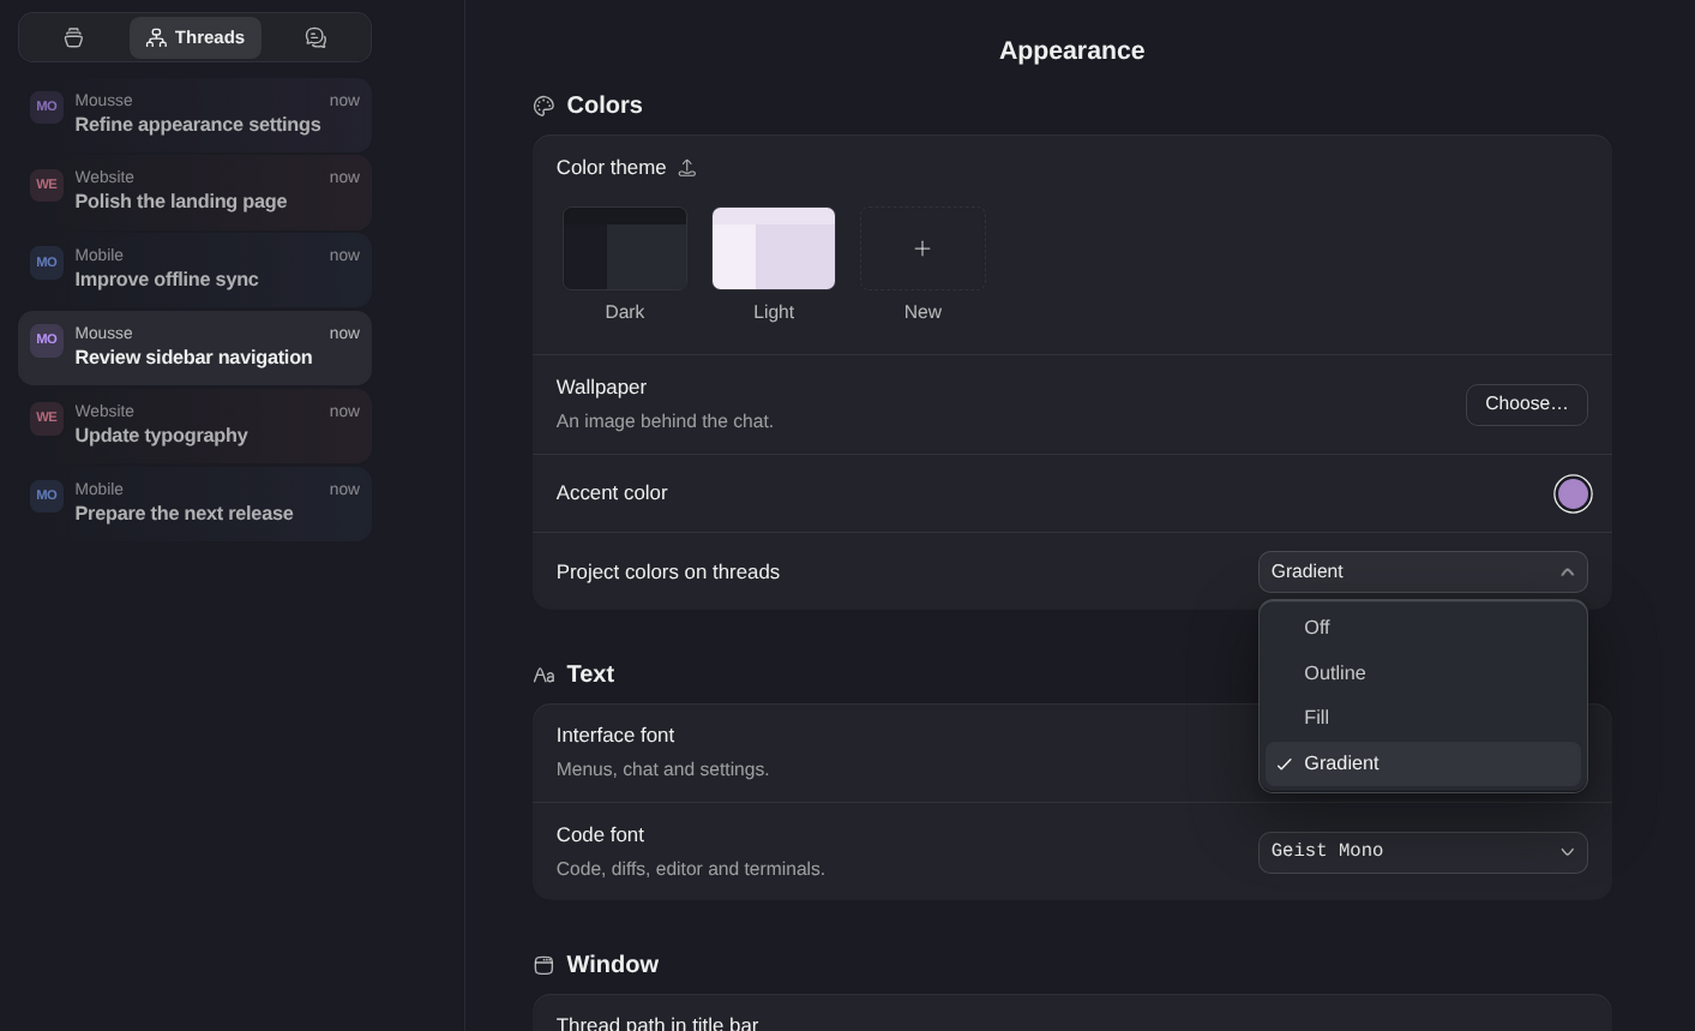 Threads
MO
Mousse
now
Refine appearance settings
WE
Website
now
Polish the landing page
MO
Mobile
now
Improve offline sync
MO
Mousse
now
Review sidebar navigation
WE
Website
now
Update typography
MO
Mobile
now
Prepare the next release
Appearance
Colors
Color theme
Dark
Light
New
Wallpaper
An image behind the chat.
Choose…
Accent color
Project colors on threads
Gradient
Off
Outline
Fill
Gradient
Aa Text
Interface font
Menus, chat and settings.
Code font
Code, diffs, editor and terminals.
Geist Mono
Window
Thread path in title bar